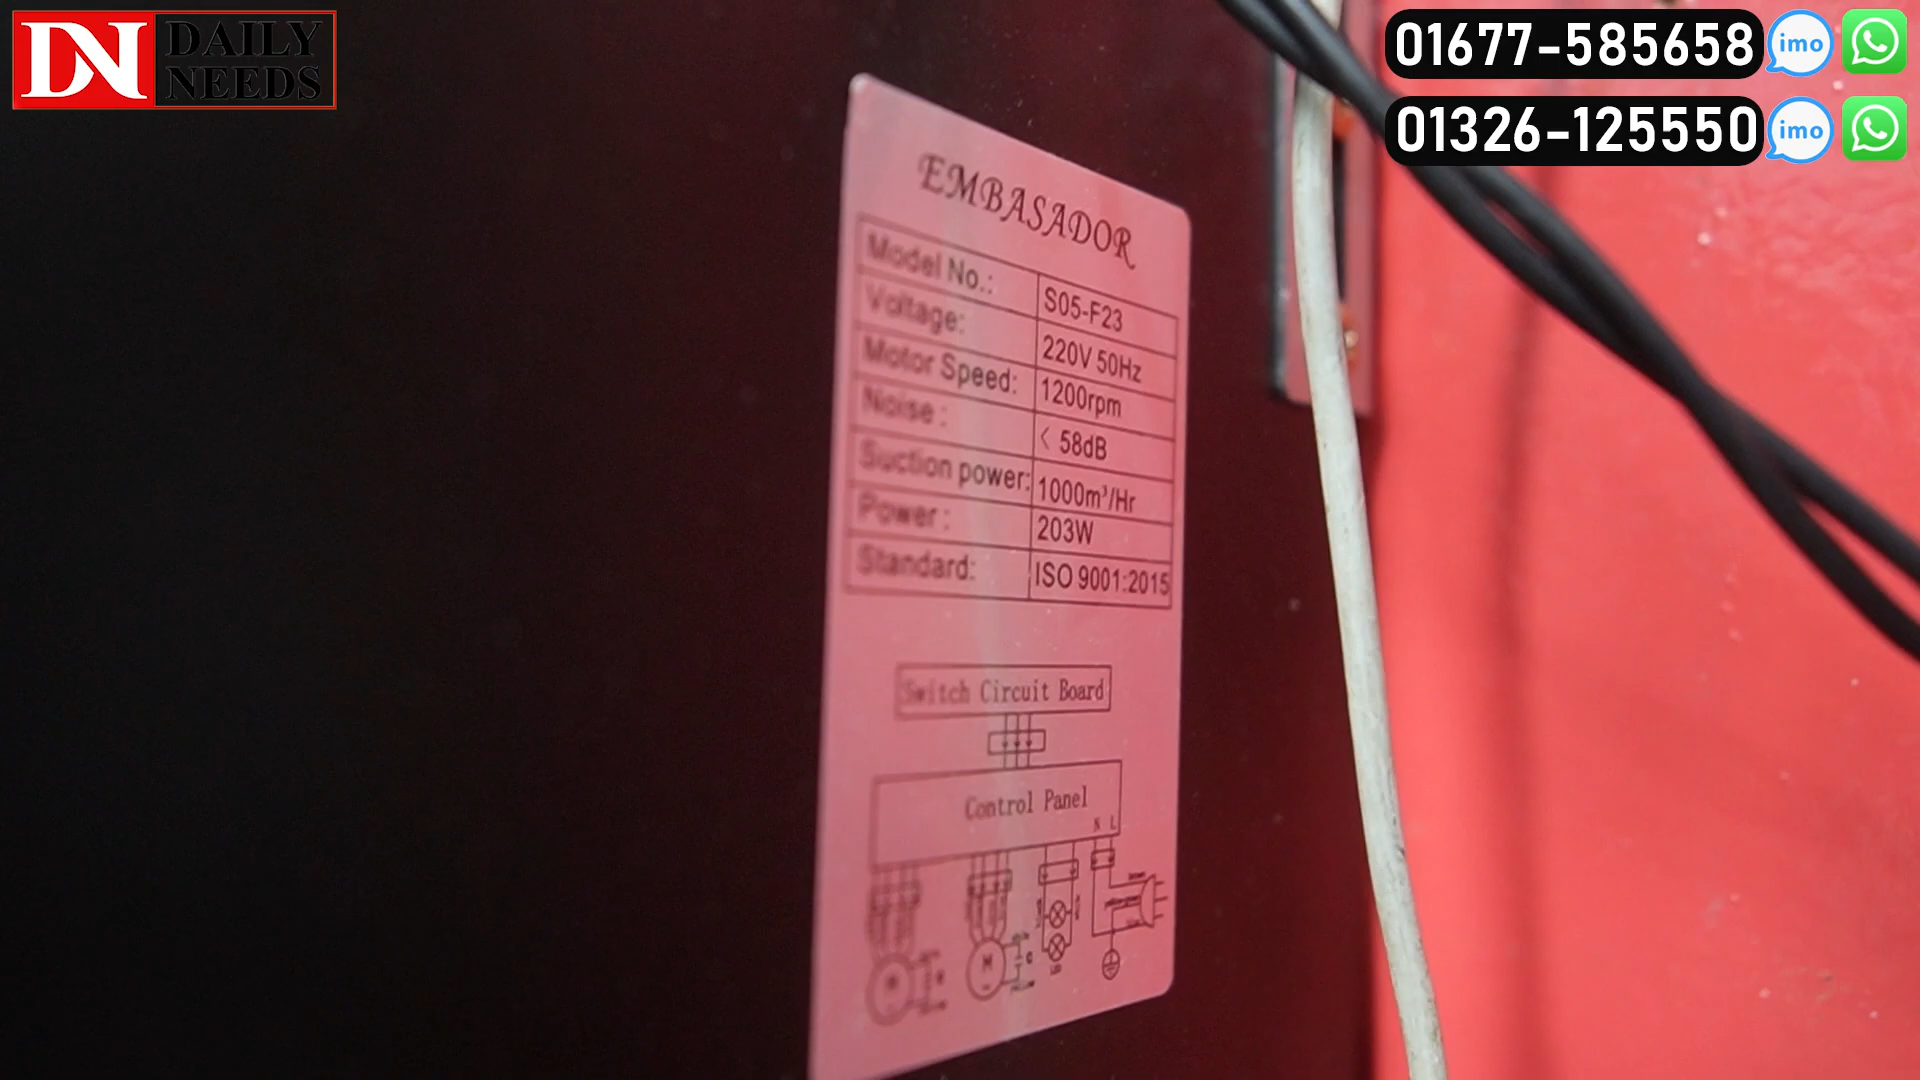 DN DAILY NEEDS
01677-585658 imo
01326-125550 imo
EMBASADOR
Model No.: S05-F23
Voltage: 220V 50Hz
Motor Speed: 1200rpm
Noise : < 58dB
Suction power: 1000m³/Hr
Power : 203W
Standard: ISO 9001:2015
Switch Circuit Board
Control Panel
N L
M
C
LED